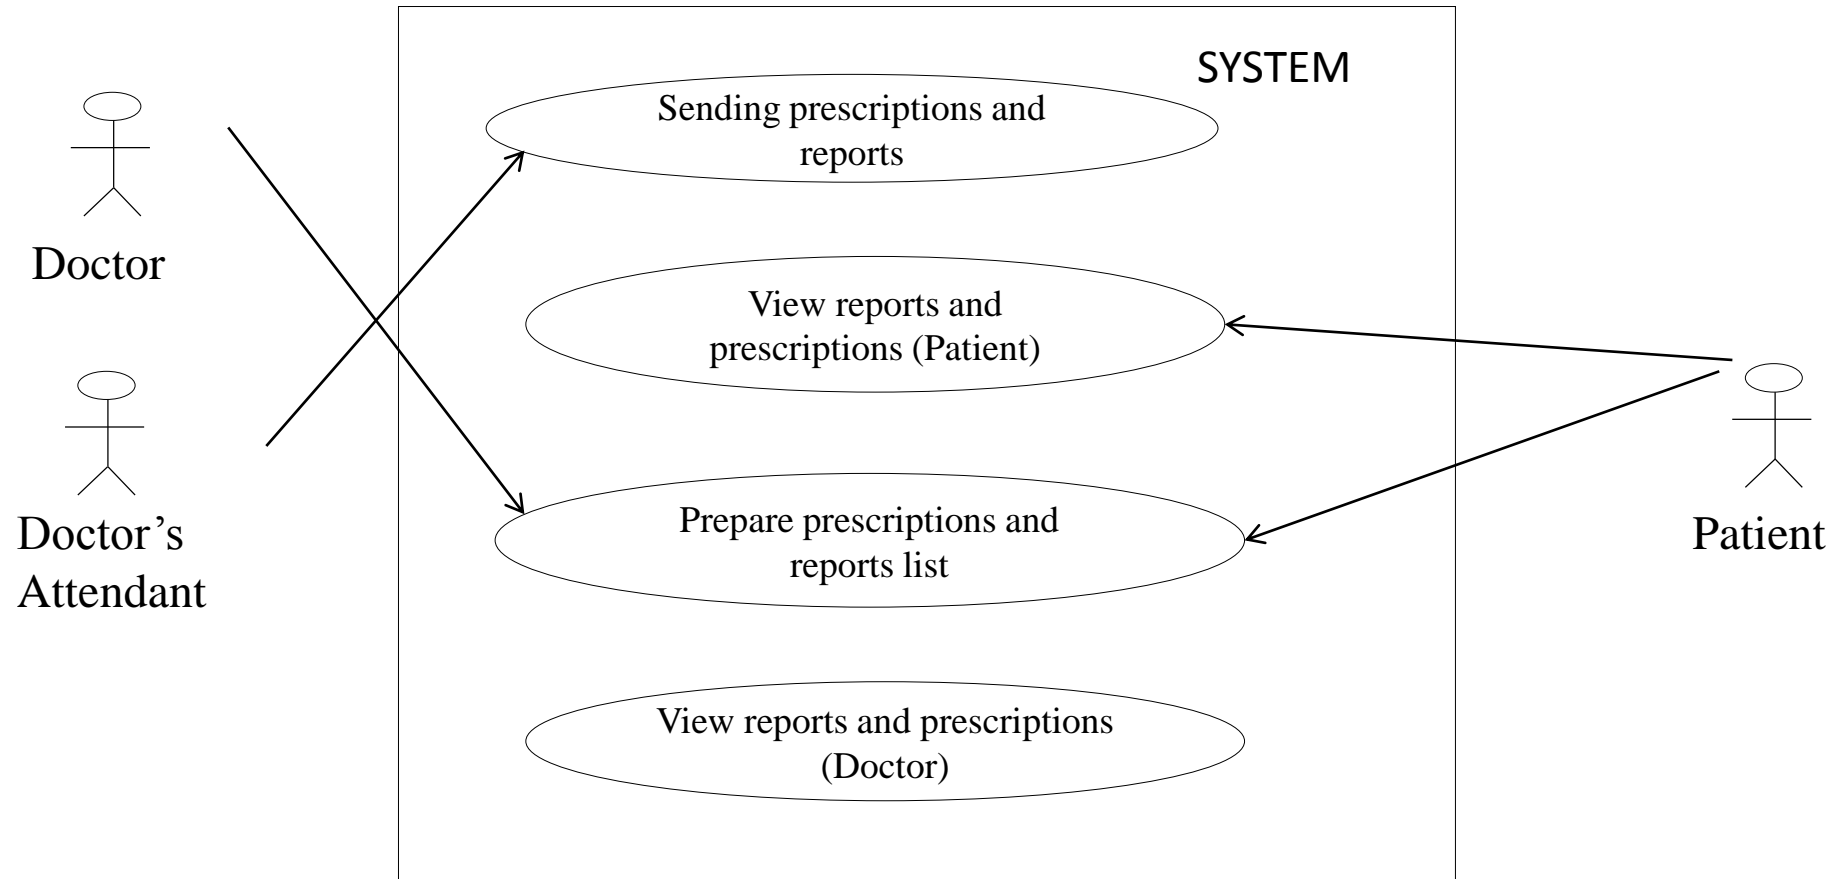 SYSTEM
Sending prescriptions and
reports
Doctor
View reports and
prescriptions (Patient)
Doctor’s
Attendant
Prepare prescriptions and
reports list
Patient
View reports and prescriptions
(Doctor)